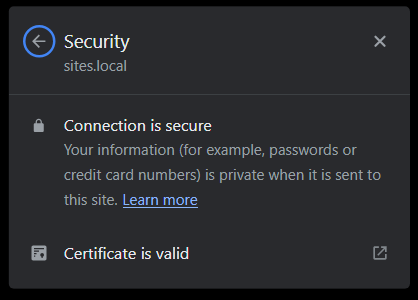 Security
sites.local
Connection is secure
Your information (for example, passwords or
credit card numbers) is private when it is sent to
this site. Learn more
Certificate is valid